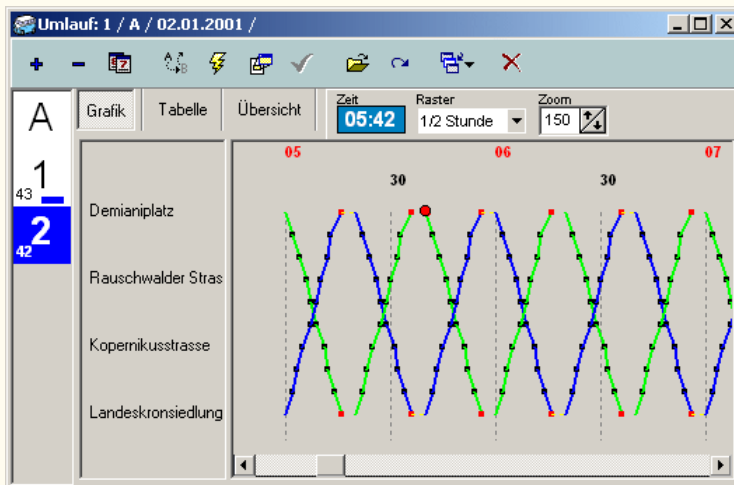 Umlauf: 1 / A / 02.01.2001 /
Grafik Tabelle Übersicht
Zeit Raster Zoom
05:42 1/2 Stunde 150
A
1
43
2
42
05 06 07
30 30
Demianiplatz
Rauschwalder Stras
Kopernikusstrasse
Landeskronsiedlung